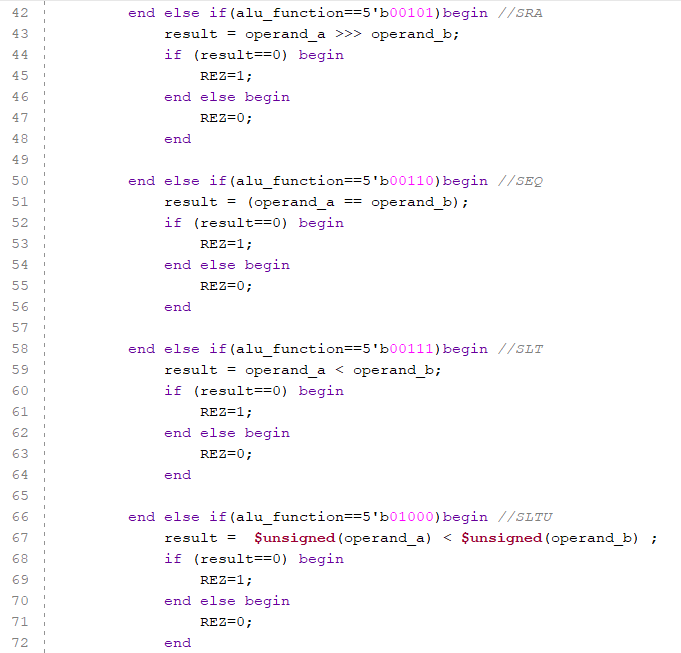 42 end else if(alu_function==5'b00101)begin //SRA
43 result = operand_a >>> operand_b;
44 if (result==0) begin
45 REZ=1;
46 end else begin
47 REZ=0;
48 end
49
50 end else if(alu_function==5'b00110)begin //SEQ
51 result = (operand_a == operand_b);
52 if (result==0) begin
53 REZ=1;
54 end else begin
55 REZ=0;
56 end
57
58 end else if(alu_function==5'b00111)begin //SLT
59 result = operand_a < operand_b;
60 if (result==0) begin
61 REZ=1;
62 end else begin
63 REZ=0;
64 end
65
66 end else if(alu_function==5'b01000)begin //SLTU
67 result =  $unsigned(operand_a) < $unsigned(operand_b) ;
68 if (result==0) begin
69 REZ=1;
70 end else begin
71 REZ=0;
72 end